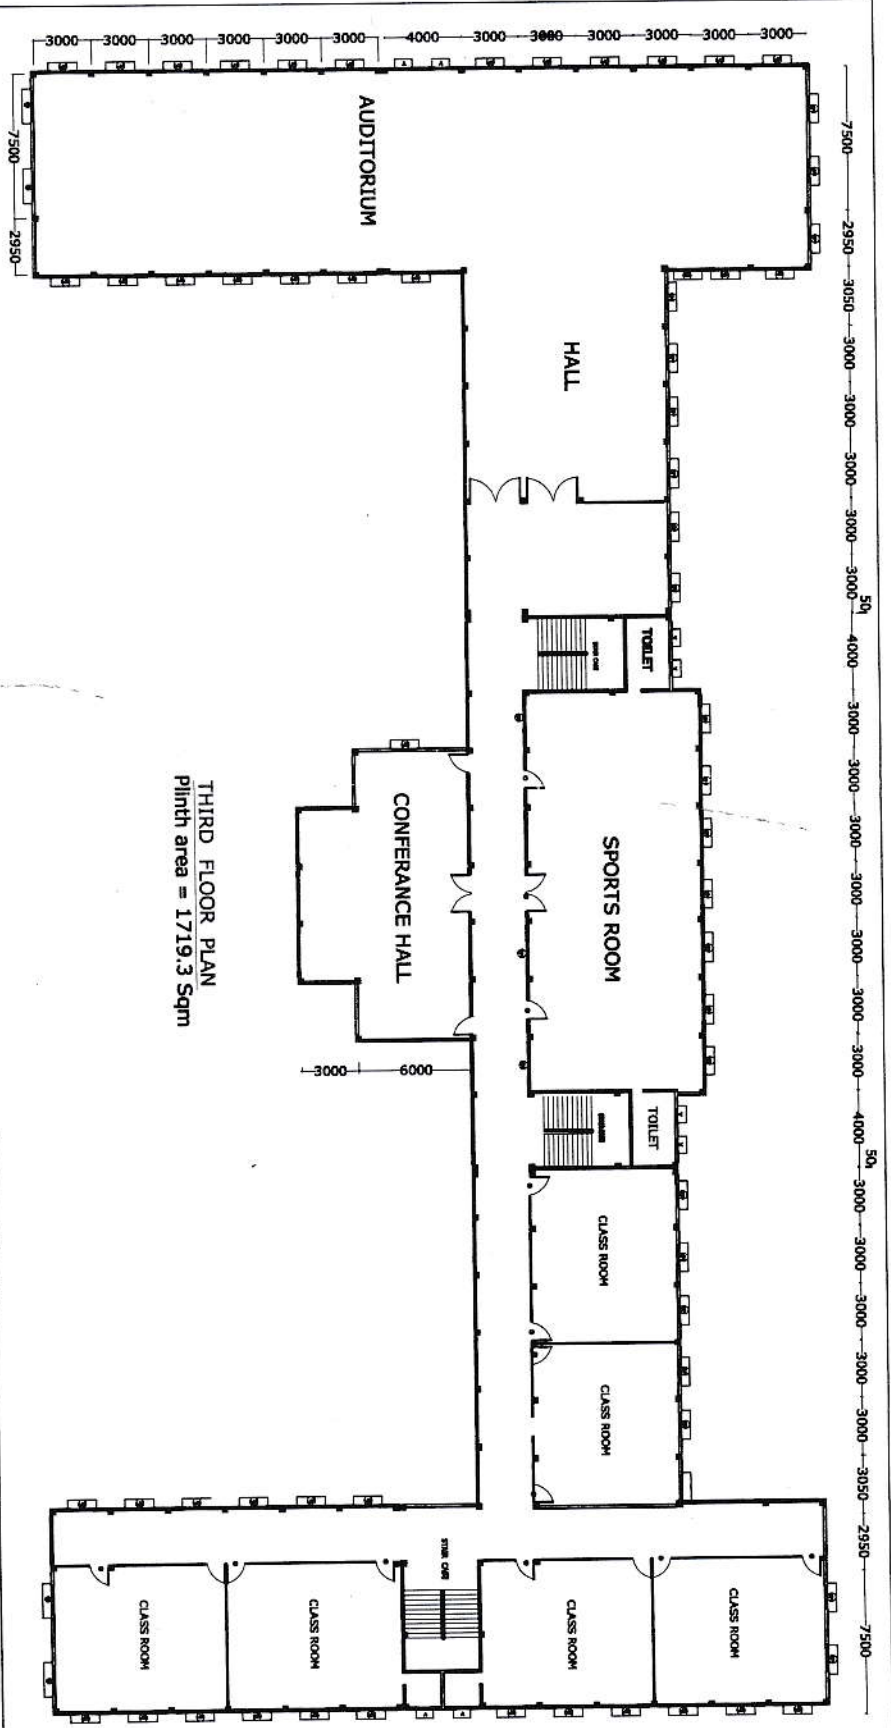 3000 3000 3000 3000 3000 3000 4000 3000 3000 3000 3000 3000 3000
7500 2950
AUDITORIUM
7500 2950 3050 3000 3000 3000 3000 3000 50 4000 3000 3000 3000 3000 3000 3000 3000 4000 50 3000 3000 3000 3000 3000 3050 2950 7500
HALL
TOILET
SPORTS ROOM
CONFERANCE HALL
3000 6000
THIRD FLOOR PLAN
Plinth area = 1719.3 Sqm
TOILET
CLASS ROOM
CLASS ROOM
STAIR CASE
CLASS ROOM
CLASS ROOM
CLASS ROOM
CLASS ROOM